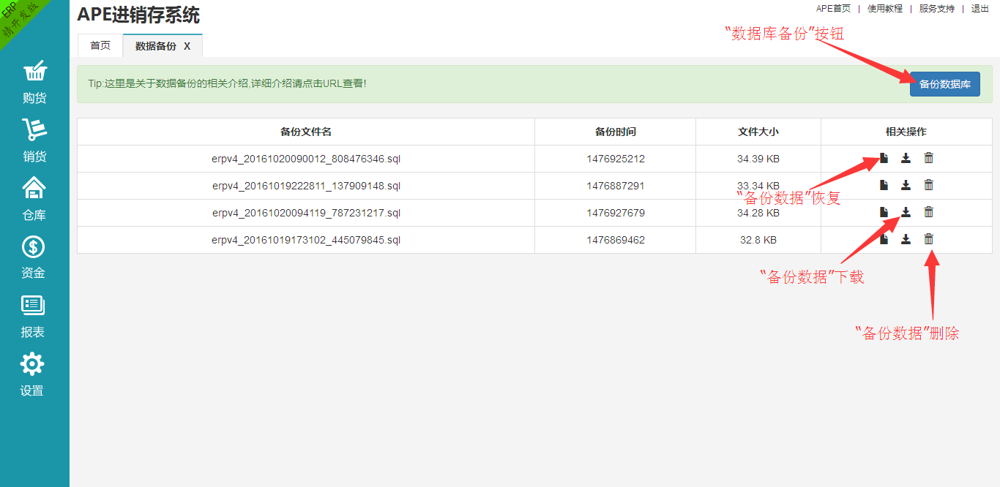 ERP
精开发版
APE进销存系统
APE首页 | 使用教程 | 服务支持 | 退出
“数据库备份”按钮
首页
数据备份 X
Tip:这里是关于数据备份的相关介绍,详细介绍请点击URL查看!
备份数据库
购货
销货
仓库
资金
报表
设置
备份文件名 备份时间 文件大小 相关操作
erpv4_20161020090012_808476346.sql 1476925212 34.39 KB
erpv4_20161019222811_137909148.sql 1476887291 33.34 KB
“备份数据”恢复
erpv4_20161020094119_787231217.sql 1476927679 34.28 KB
erpv4_20161019173102_445079845.sql 1476869462 32.8 KB
“备份数据”下载
“备份数据”删除